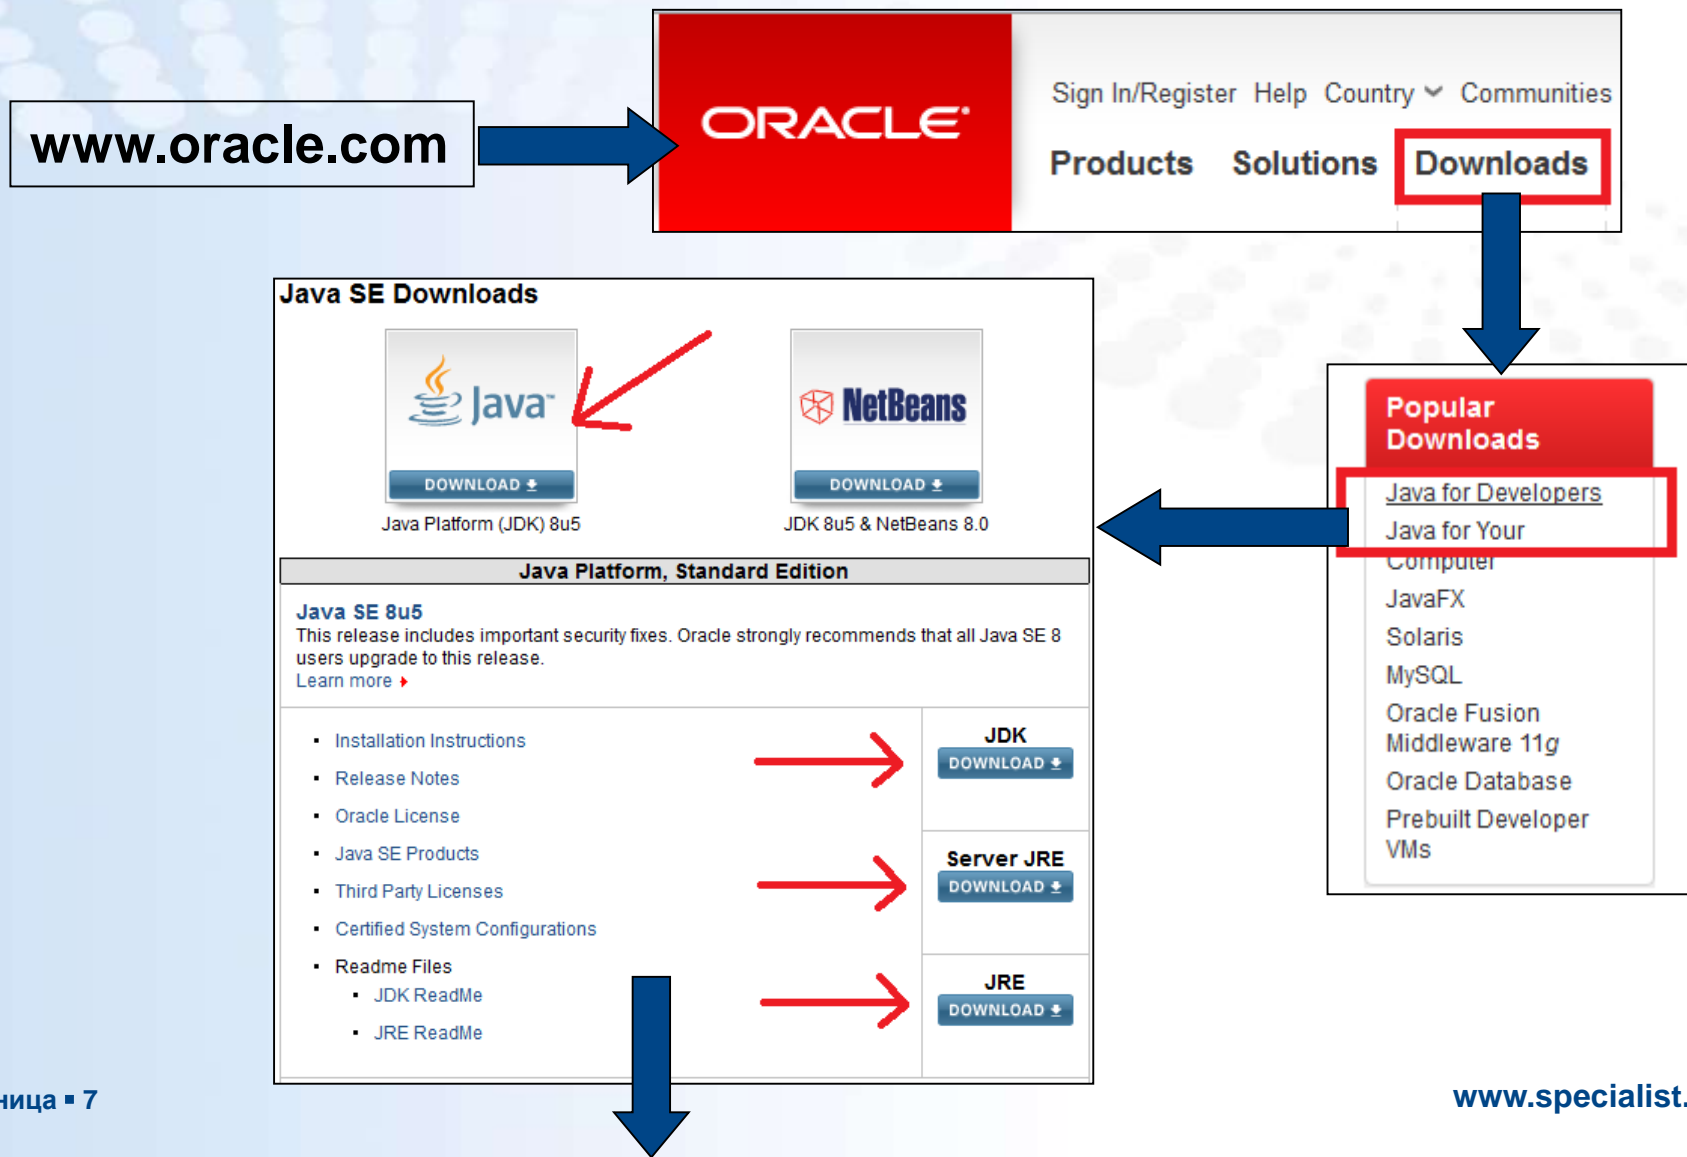 www.oracle.com
ORACLE
Sign In/Register Help Country Communities
Products Solutions Downloads
Java SE Downloads
Java™
DOWNLOAD
Java Platform (JDK) 8u5
NetBeans
DOWNLOAD
JDK 8u5 & NetBeans 8.0
Java Platform, Standard Edition
Java SE 8u5
This release includes important security fixes. Oracle strongly recommends that all Java SE 8
users upgrade to this release.
Learn more
▪ Installation Instructions
▪ Release Notes
▪ Oracle License
▪ Java SE Products
▪ Third Party Licenses
▪ Certified System Configurations
▪ Readme Files
▪ JDK ReadMe
▪ JRE ReadMe
JDK
DOWNLOAD
Server JRE
DOWNLOAD
JRE
DOWNLOAD
Popular
Downloads
Java for Developers
Java for Your
Computer
JavaFX
Solaris
MySQL
Oracle Fusion
Middleware 11g
Oracle Database
Prebuilt Developer
VMs
ница ▪ 7
www.specialist.